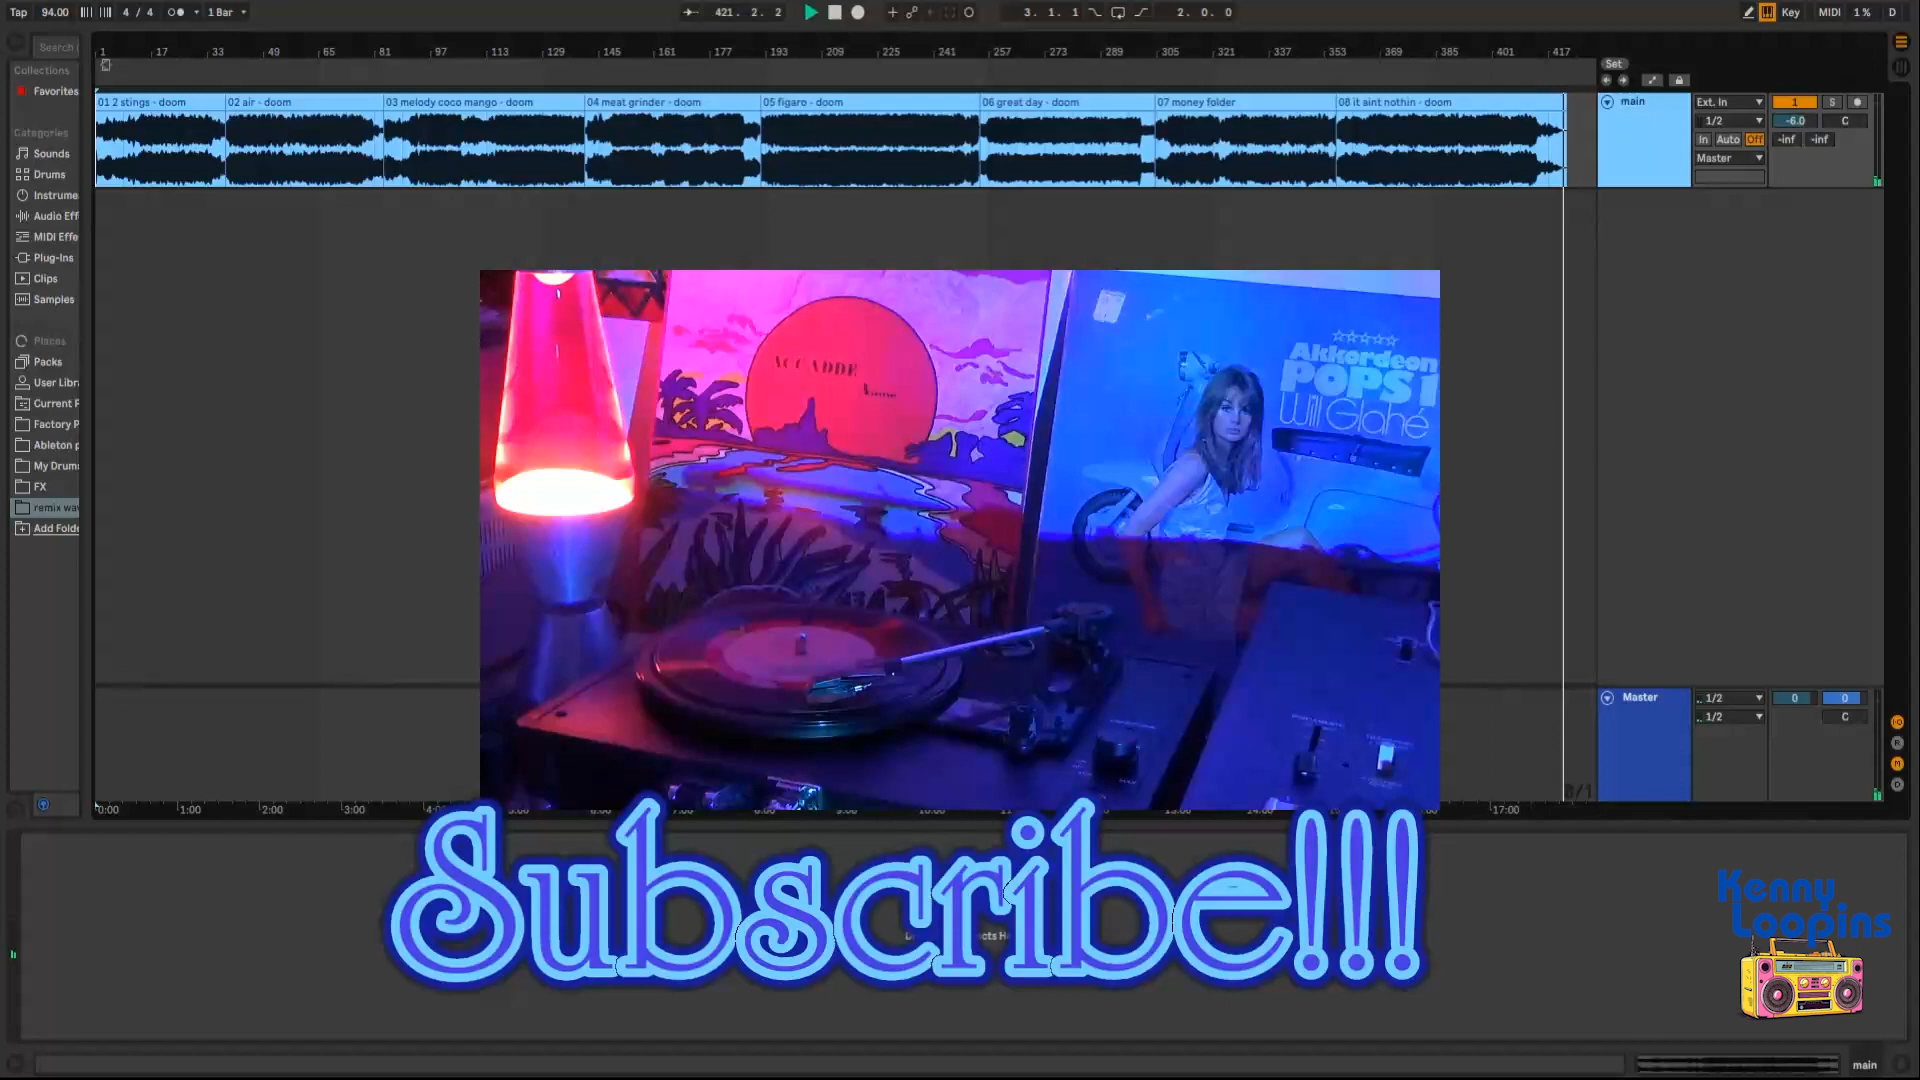 Tap 94.00 4 / 4 1 Bar 421. 2. 2 3. 1. 1 2. 0. 0 Key MIDI 1 % D
Search
1 17 33 49 65 81 97 113 129 145 161 177 193 209 225 241 257 273 289 305 321 337 353 369 385 401 417
Set
Collections
Favorites
01 2 stings - doom 02 air - doom 03 melody coco mango - doom 04 meat grinder - doom 05 figaro - doom 06 great day - doom 07 money folder 08 it aint nothin - doom
main Ext. In 1 S
1/2 -6.0 C
In Auto Off -inf -inf
Master
Categories
Sounds
Drums
Instrume
Audio Eff
MIDI Effe
Plug-Ins
Clips
Samples
Places
Packs
User Libr
Current P
Factory P
Ableton p
My Drum
FX
remix wav
Add Folde
ACCADDE
Akkordeon
POPS
Will Glahé
Master 1/2 0 0
1/2 C
3/1
0:00 1:00 2:00 3:00 17:00
Subscribe!!!
Kenny
Loopins
main